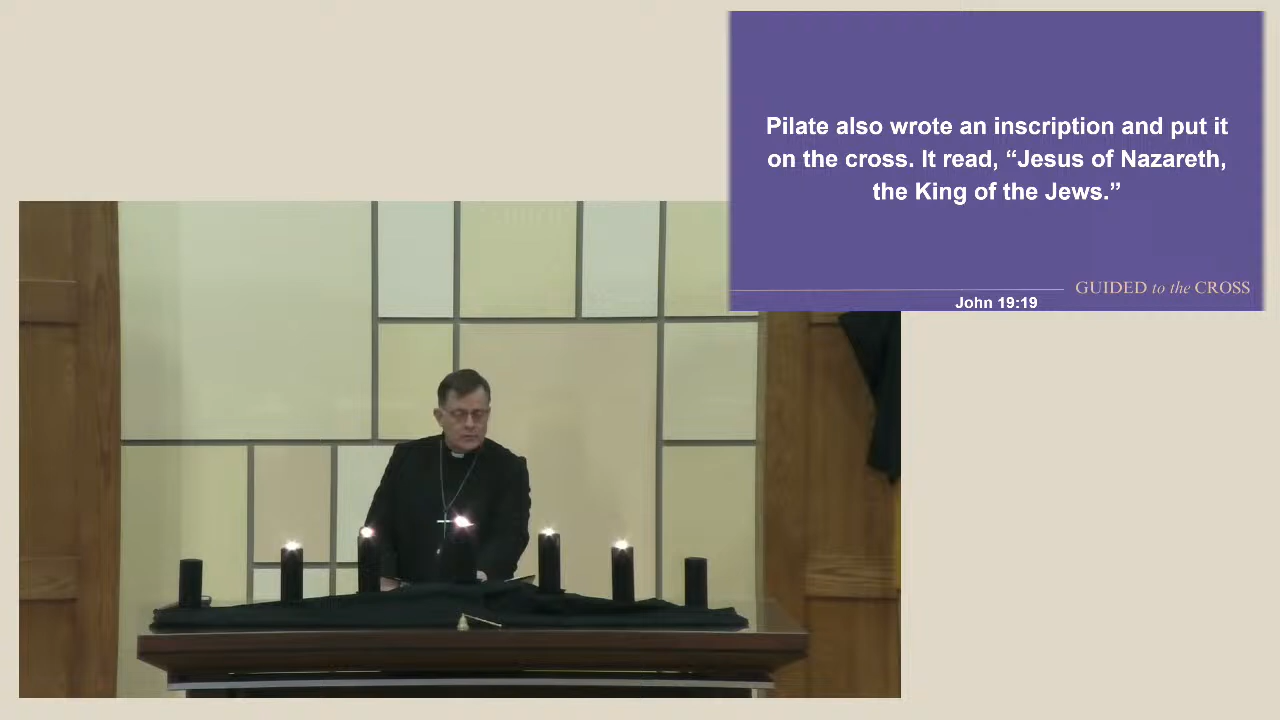 Pilate also wrote an inscription and put it
on the cross. It read, “Jesus of Nazareth,
the King of the Jews.”
GUIDED to the CROSS
John 19:19